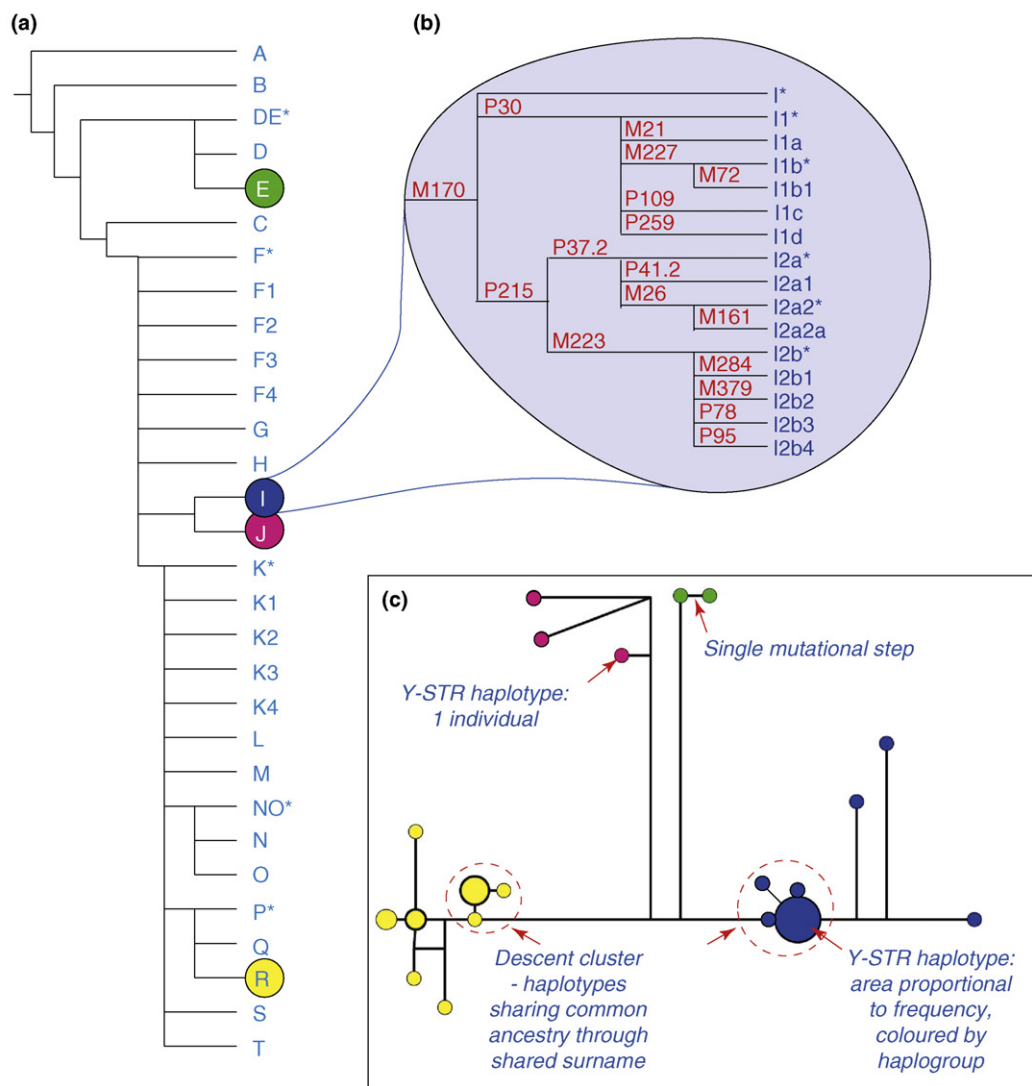 (a)
A
B
DE*
D
E
C
F*
F1
F2
F3
F4
G
H
I
J
K*
K1
K2
K3
K4
L
M
NO*
N
O
P*
Q
R
S
T
(b)
M170
P30
M21
M227
M72
P109
P259
P37.2
P41.2
P215
M26
M161
M223
M284
M379
P78
P95
I*
I1*
I1a
I1b*
I1b1
I1c
I1d
I2a*
I2a1
I2a2*
I2a2a
I2b*
I2b1
I2b2
I2b3
I2b4
(c)
Single mutational step
Y-STR haplotype:
1 individual
Descent cluster
- haplotypes
sharing common
ancestry through
shared surname
Y-STR haplotype:
area proportional
to frequency,
coloured by
haplogroup